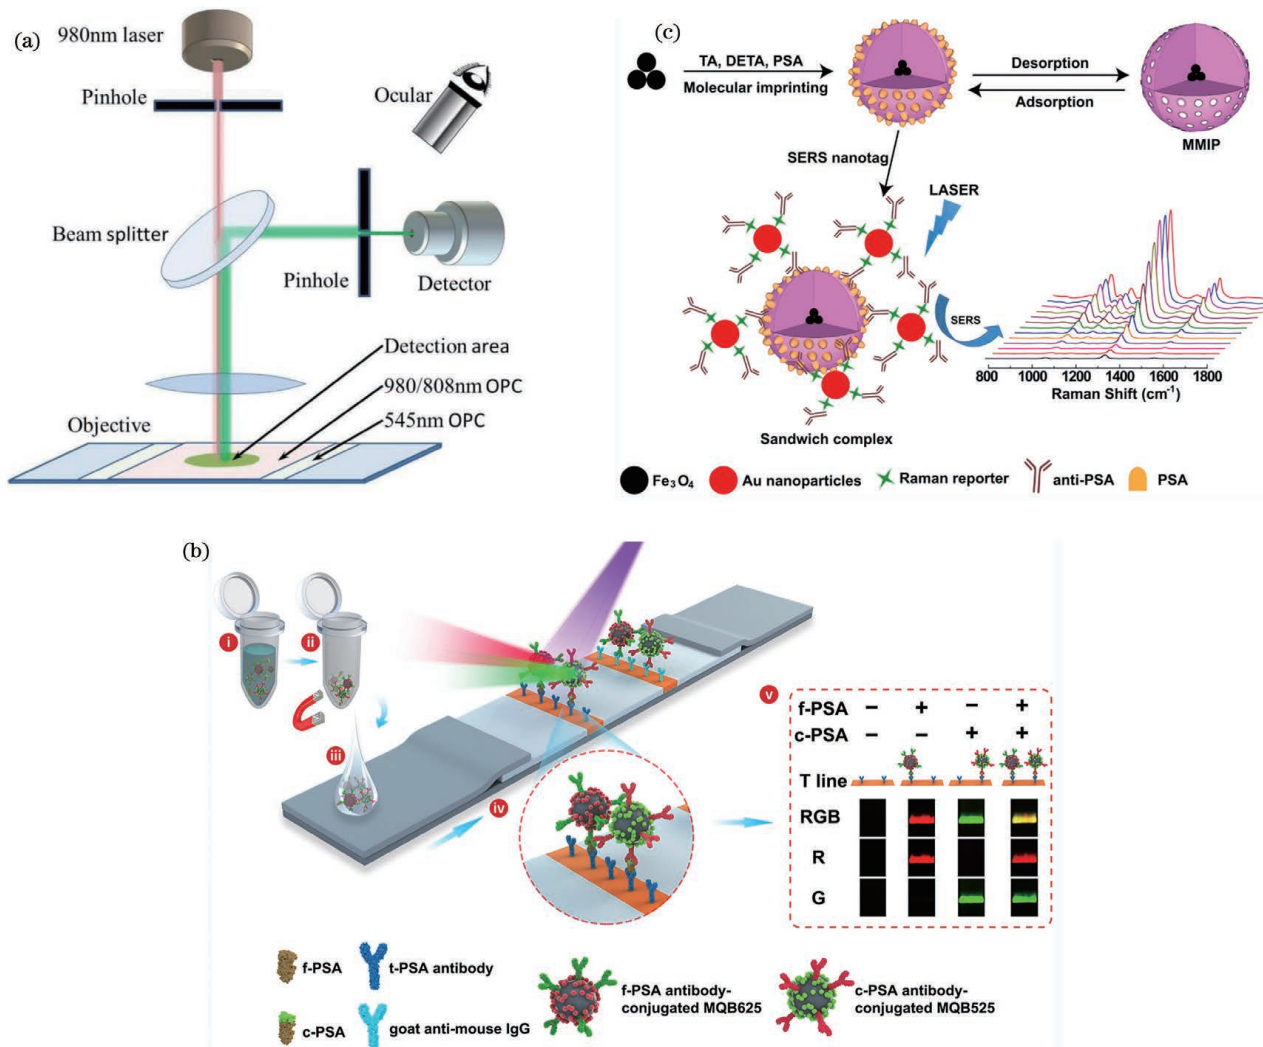 (a)
980nm laser
Pinhole
Ocular
Beam splitter
Pinhole
Detector
Detection area
980/808nm OPC
Objective
545nm OPC
(c)
TA, DETA, PSA
Molecular imprinting
Desorption
Adsorption
MMIP
SERS nanotag
LASER
SERS
800 1000 1200 1400 1600 1800
Raman Shift (cm⁻¹)
Sandwich complex
Fe₃O₄ Au nanoparticles Raman reporter anti-PSA PSA
(b)
i
ii
iii
iv
v
f-PSA − + − +
c-PSA − − + +
T line
RGB
R
G
f-PSA
t-PSA antibody
c-PSA
goat anti-mouse IgG
f-PSA antibody-
conjugated MQB625
c-PSA antibody-
conjugated MQB525